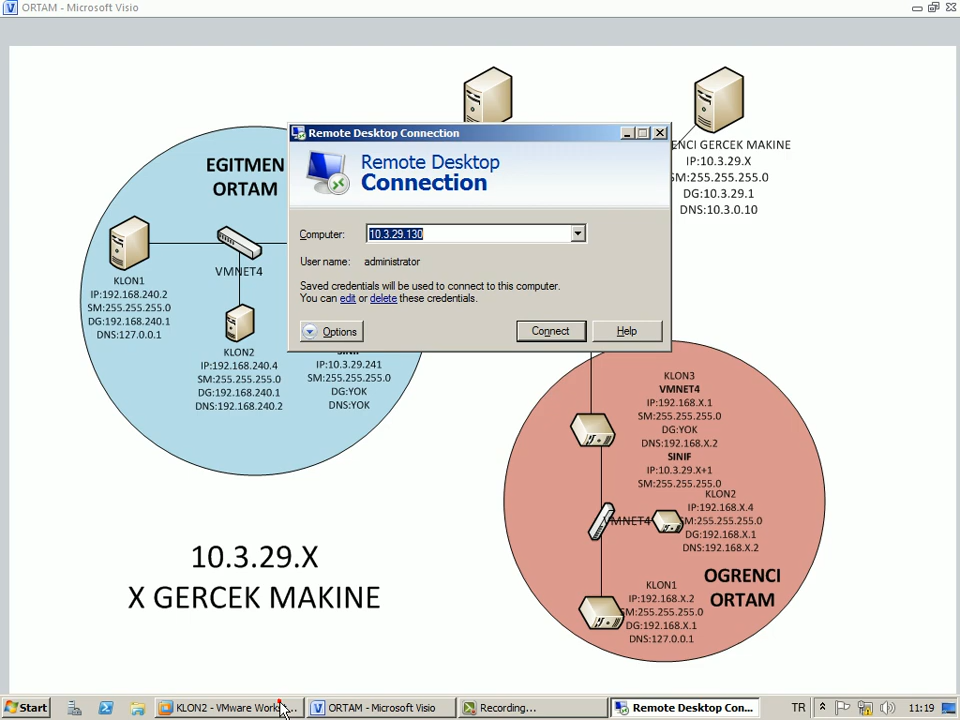 ORTAM - Microsoft Visio
EGITMEN
ORTAM
VMNET4
KLON1
IP:192.168.240.2
SM:255.255.255.0
DG:192.168.240.1
DNS:127.0.0.1
KLON2
IP:192.168.240.4
SM:255.255.255.0
DG:192.168.240.1
DNS:192.168.240.2
SINIF
IP:10.3.29.241
SM:255.255.255.0
DG:YOK
DNS:YOK
ENCI GERCEK MAKINE
IP:10.3.29.X
SM:255.255.255.0
DG:10.3.29.1
DNS:10.3.0.10
Remote Desktop Connection
Remote Desktop
Connection
Computer: 10.3.29.130
User name: administrator
Saved credentials will be used to connect to this computer.
You can edit or delete these credentials.
Options
Connect
Help
KLON3
VMNET4
IP:192.168.X.1
SM:255.255.255.0
DG:YOK
DNS:192.168.X.2
SINIF
IP:10.3.29.X+1
SM:255.255.255.0
KLON2
IP:192.168.X.4
SM:255.255.255.0
DG:192.168.X.1
DNS:192.168.X.2
VMNET4
OGRENCI
ORTAM
KLON1
IP:192.168.X.2
SM:255.255.255.0
DG:192.168.X.1
DNS:127.0.0.1
10.3.29.X
X GERCEK MAKINE
Start
KLON2 - VMware Works...
ORTAM - Microsoft Visio
Recording...
Remote Desktop Con...
TR
11:19